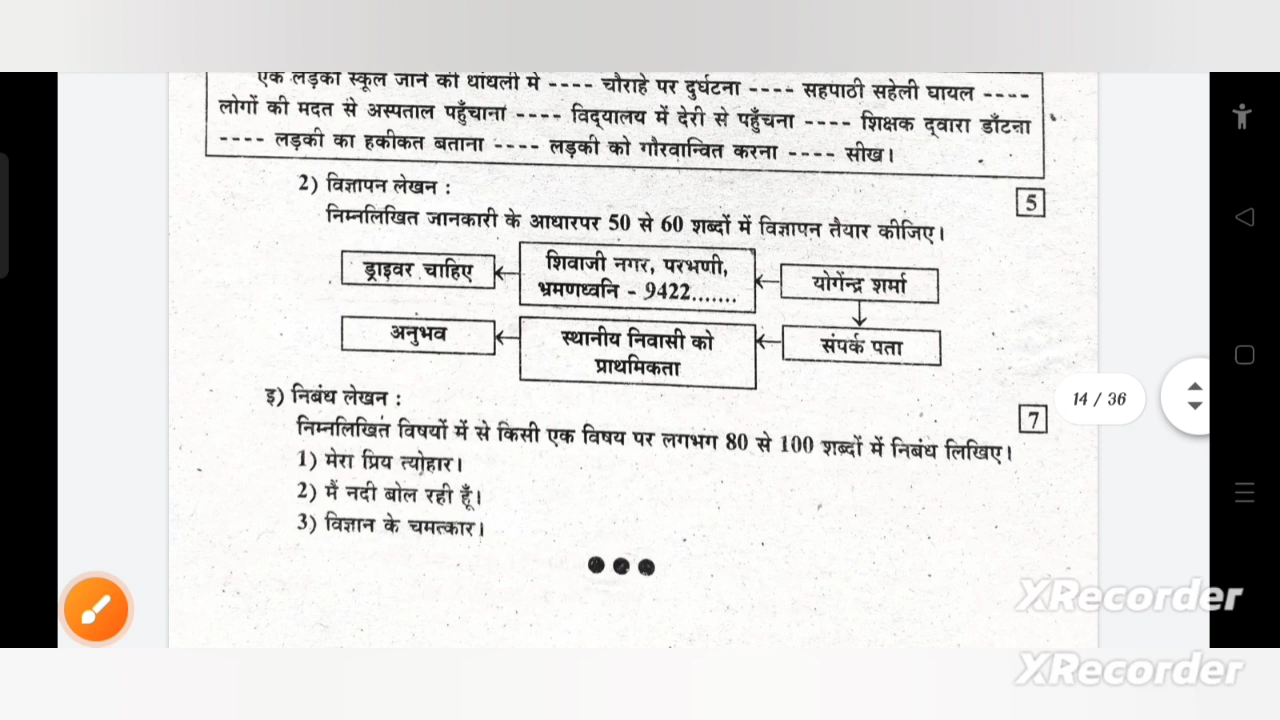 एक लड़का स्कूल जाने की धांधली में ---- चौराहे पर दुर्घटना ---- सहपाठी सहेली घायल ----
लोगों की मदत से अस्पताल पहुँचाना ---- विद्यालय में देरी से पहुँचना ---- शिक्षक द्वारा डाँटना
---- लड़की का हकीकत बताना ---- लड़की को गौरवान्वित करना ---- सीख।
2) विज्ञापन लेखन :
5
निम्नलिखित जानकारी के आधारपर 50 से 60 शब्दों में विज्ञापन तैयार कीजिए।
ड्राइवर चाहिए
शिवाजी नगर, परभणी,
भ्रमणध्वनि - 9422.......
योगेंद्र शर्मा
अनुभव
स्थानीय निवासी को
प्राथमिकता
संपर्क पता
इ) निबंध लेखन :
7
निम्नलिखित विषयों में से किसी एक विषय पर लगभग 80 से 100 शब्दों में निबंध लिखिए।
1) मेरा प्रिय त्योहार।
2) मैं नदी बोल रही हूँ।
3) विज्ञान के चमत्कार।
14 / 36
XRecorder
XRecorder